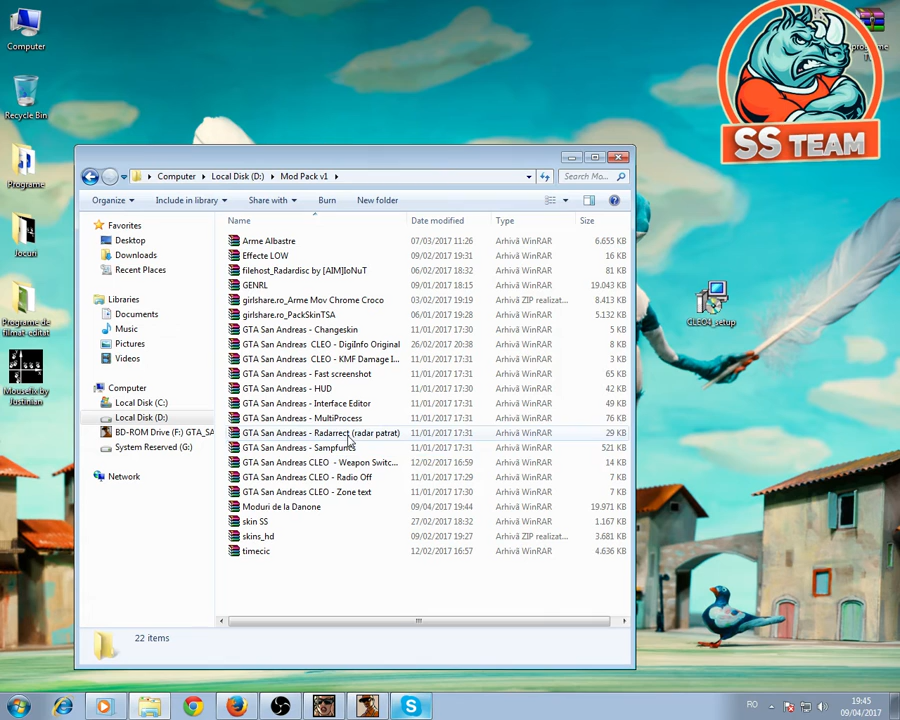 Computer
Recycle Bin
Programe
Jocuri
Programe de
filmat-editat
Mousefix by
Justinian
SS TEAM
CLEO4_setup
Computer
Local Disk (D:)
Mod Pack v1
Search Mo...
Organize
Include in library
Share with
Burn
New folder
Favorites
Desktop
Downloads
Recent Places
Libraries
Documents
Music
Pictures
Videos
Computer
Local Disk (C:)
Local Disk (D:)
BD-ROM Drive (F:) GTA_SA
System Reserved (G:)
Network
Name Date modified Type Size
Arme Albastre 07/03/2017 11:26 Arhivă WinRAR 6.655 KB
Effecte LOW 09/02/2017 19:31 Arhivă WinRAR 16 KB
filehost_Radardisc by [AIM]IoNuT 06/02/2017 18:32 Arhivă WinRAR 81 KB
GENRL 09/01/2017 18:15 Arhivă WinRAR 19.043 KB
girlshare.ro_Arme Mov Chrome Croco 03/02/2017 19:19 Arhivă ZIP realizat... 8.413 KB
girlshare.ro_PackSkinTSA 06/01/2017 19:28 Arhivă WinRAR 5.132 KB
GTA San Andreas - Changeskin 11/01/2017 17:30 Arhivă WinRAR 5 KB
GTA San Andreas CLEO - DigiInfo Original 26/02/2017 20:38 Arhivă WinRAR 8 KB
GTA San Andreas CLEO - KMF Damage I... 11/01/2017 17:31 Arhivă WinRAR 3 KB
GTA San Andreas - Fast screenshot 11/01/2017 17:31 Arhivă WinRAR 65 KB
GTA San Andreas - HUD 11/01/2017 17:30 Arhivă WinRAR 42 KB
GTA San Andreas - Interface Editor 11/01/2017 17:31 Arhivă WinRAR 49 KB
GTA San Andreas - MultiProcess 11/01/2017 17:31 Arhivă WinRAR 76 KB
GTA San Andreas - Radarrect (radar patrat) 11/01/2017 17:31 Arhivă WinRAR 29 KB
GTA San Andreas - Sampfuncs 11/01/2017 17:31 Arhivă WinRAR 521 KB
GTA San Andreas CLEO - Weapon Switc... 12/02/2017 16:59 Arhivă WinRAR 14 KB
GTA San Andreas CLEO - Radio Off 11/01/2017 17:29 Arhivă WinRAR 7 KB
GTA San Andreas CLEO - Zone text 11/01/2017 17:30 Arhivă WinRAR 7 KB
Moduri de la Danone 09/04/2017 19:44 Arhivă WinRAR 19.971 KB
skin SS 27/02/2017 18:32 Arhivă WinRAR 1.167 KB
skins_hd 09/02/2017 19:27 Arhivă ZIP realizat... 3.681 KB
timecic 12/02/2017 16:57 Arhivă WinRAR 4.636 KB
22 items
RO
19:45
09/04/2017